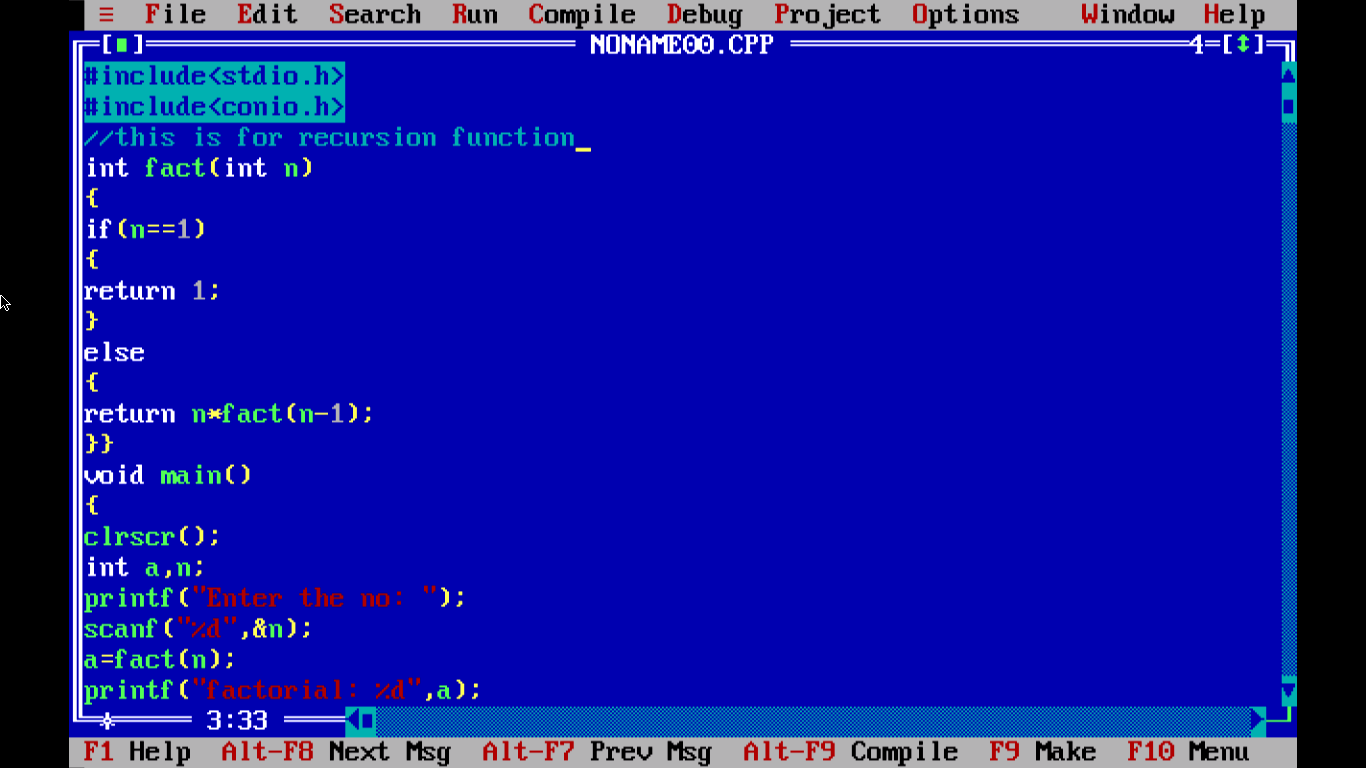 ≡ File Edit Search Run Compile Debug Project Options Window Help
[■] NONAME00.CPP 4=[↕]
#include<stdio.h>
#include<conio.h>
//this is for recursion function_
int fact(int n)
{
if(n==1)
{
return 1;
}
else
{
return n*fact(n-1);
}}
void main()
{
clrscr();
int a,n;
printf("Enter the no: ");
scanf("%d",&n);
a=fact(n);
printf("factorial: %d",a);
3:33
F1 Help Alt-F8 Next Msg Alt-F7 Prev Msg Alt-F9 Compile F9 Make F10 Menu